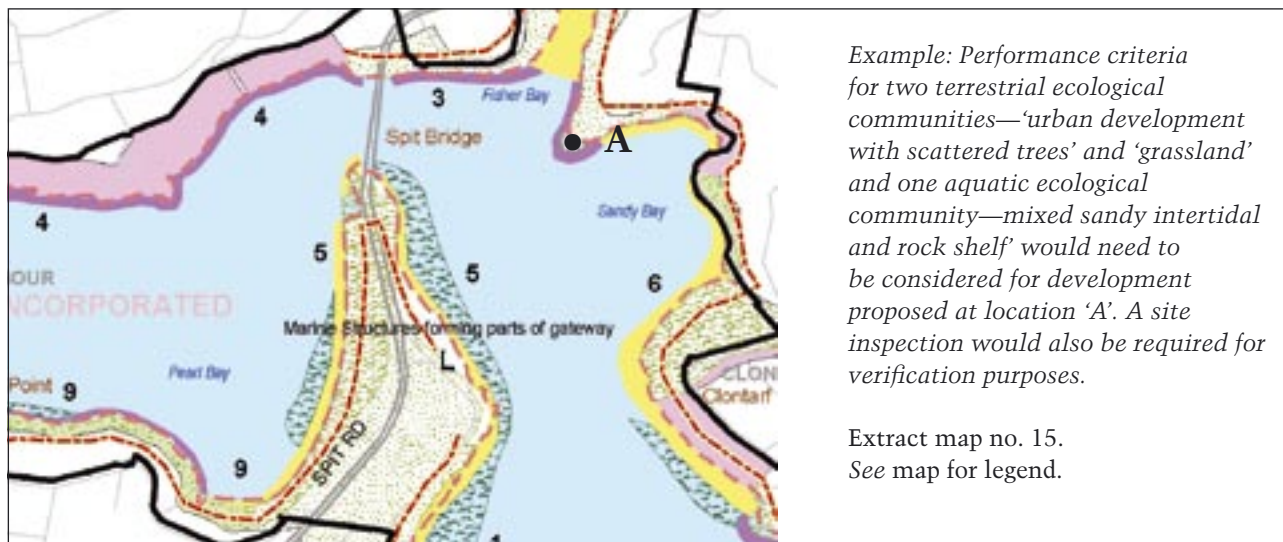 4
3
Fisher Bay
Spit Bridge
A
Sandy Bay
4
5
5
6
OUR
NCORPORATED
Marine Structures forming parts of gateway
Pearl Bay
L
CLON
Clontarf
Point
9
9
SPIT RD
1
Example: Performance criteria
for two terrestrial ecological
communities—‘urban development
with scattered trees’ and ‘grassland’
and one aquatic ecological
community—mixed sandy intertidal
and rock shelf’ would need to
be considered for development
proposed at location ‘A’. A site
inspection would also be required for
verification purposes.
Extract map no. 15.
See map for legend.